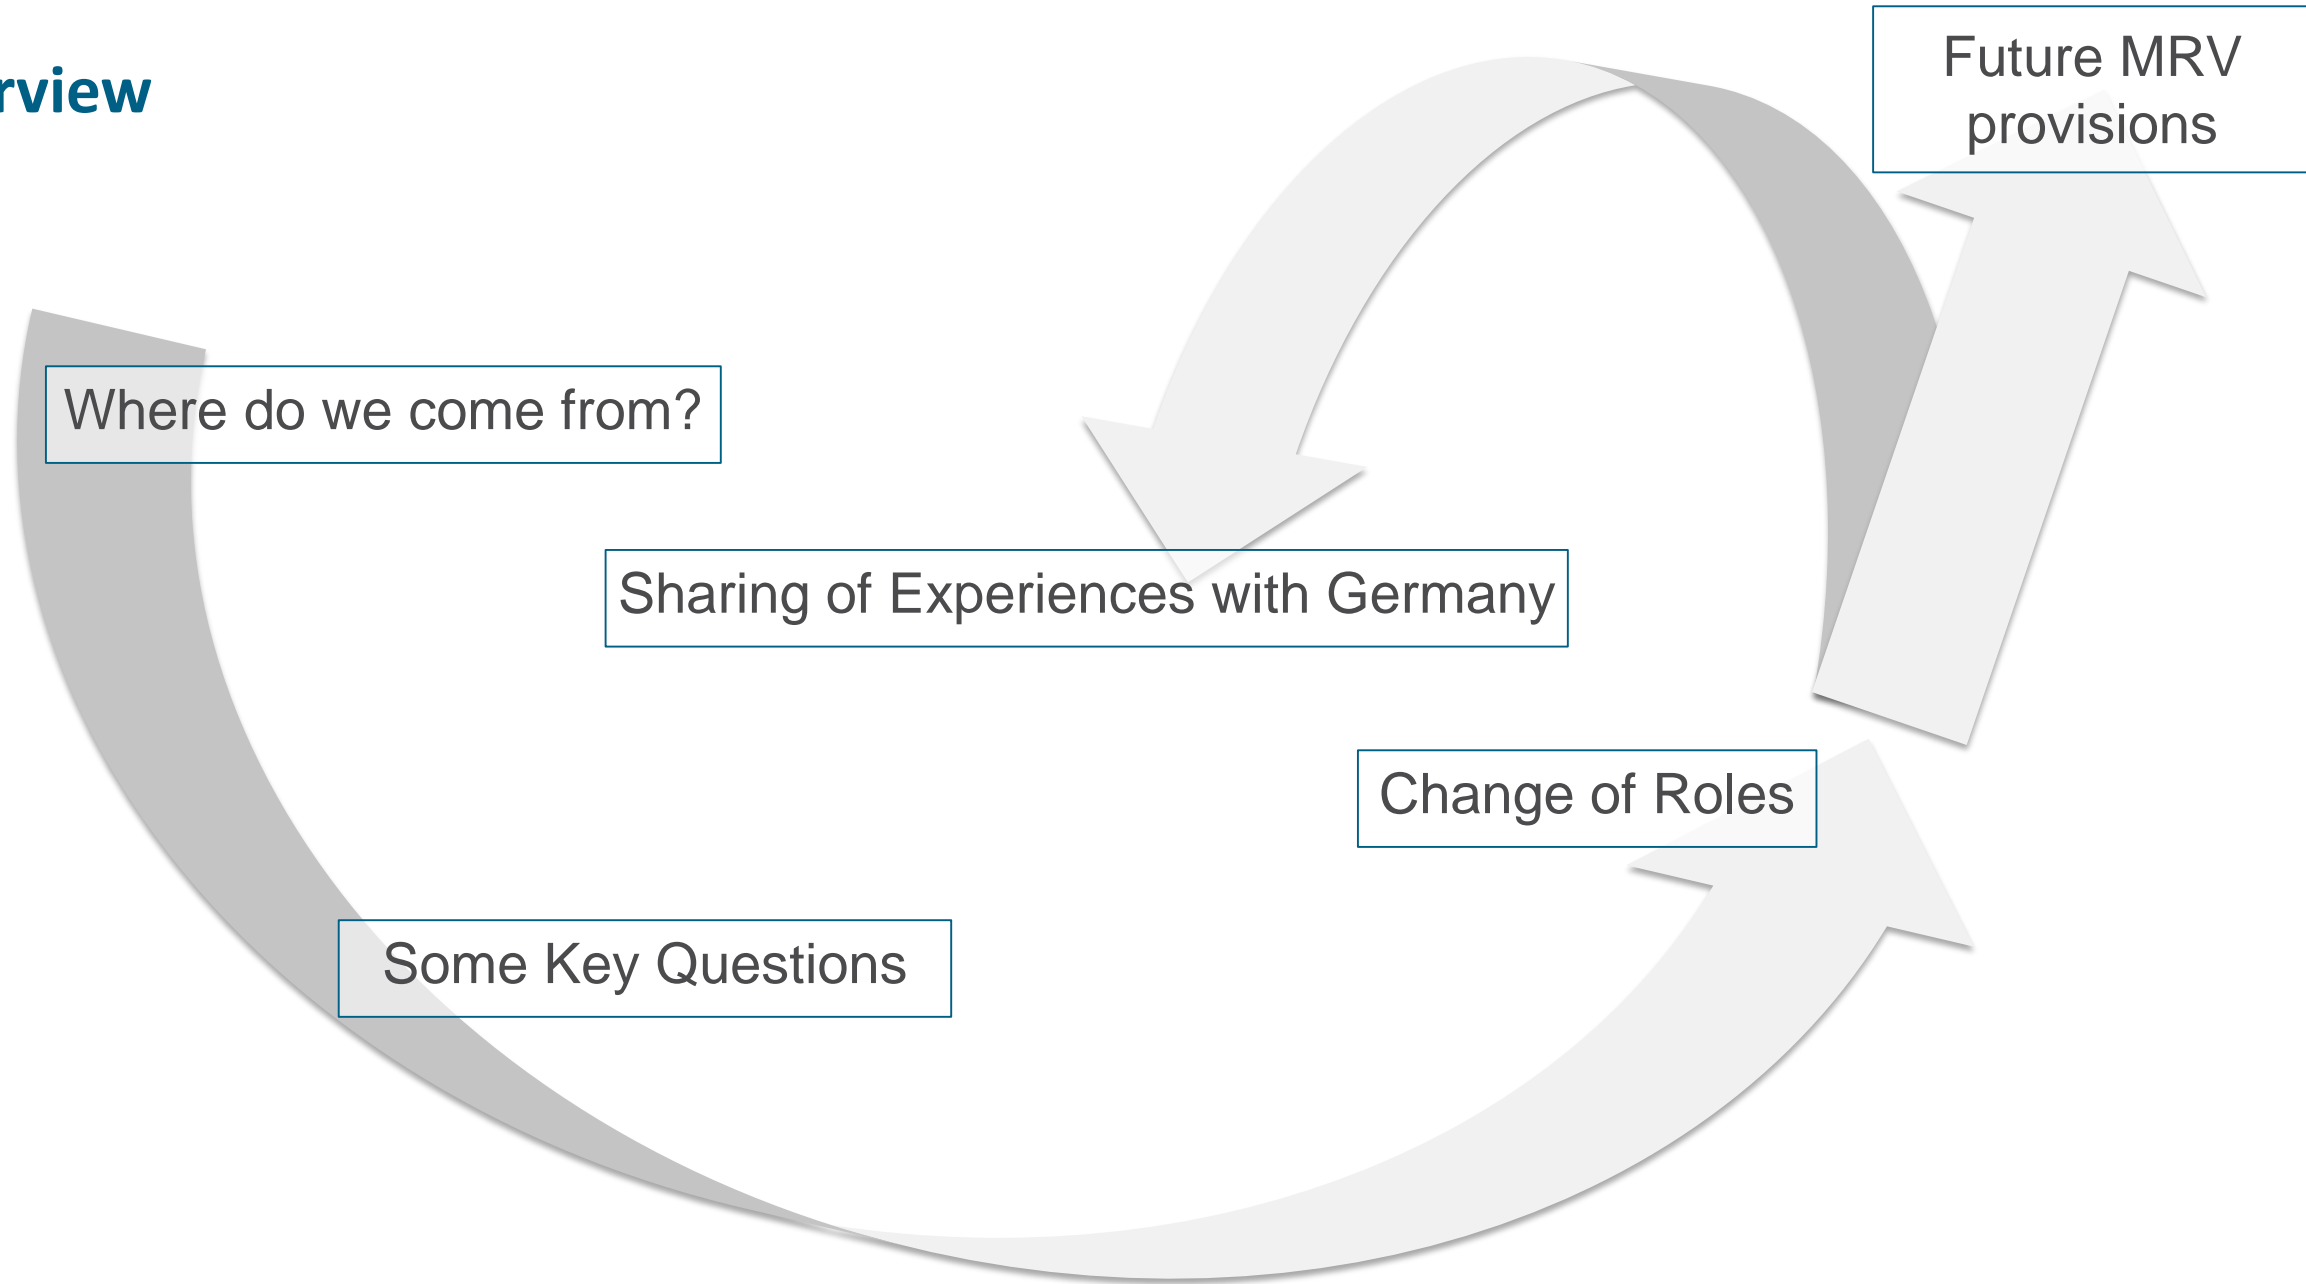 rview
Future MRV
provisions
Where do we come from?
Sharing of Experiences with Germany
Change of Roles
Some Key Questions